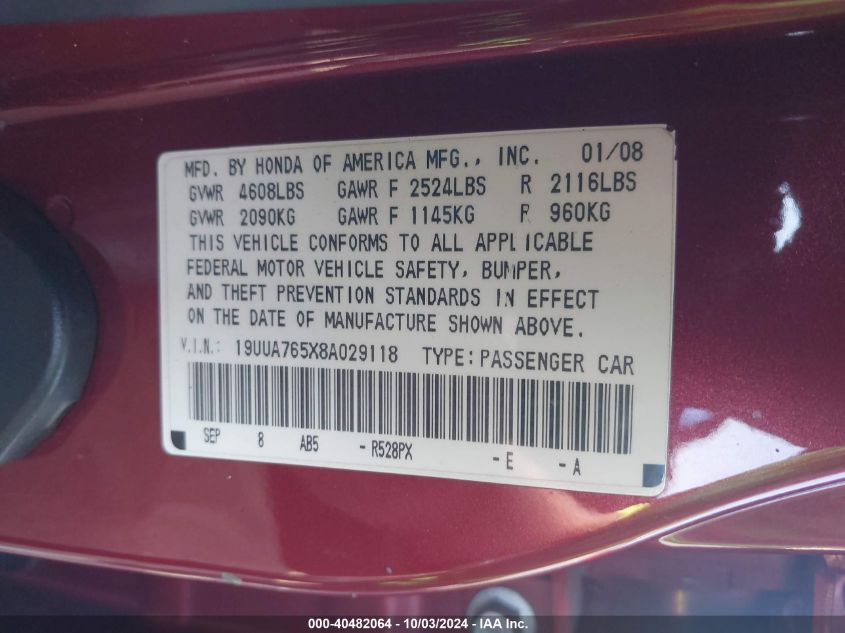 MFD. BY HONDA OF AMERICA MFG., INC. 01/08
GVWR 4608LBS GAWR F 2524LBS R 2116LBS
GVWR 2090KG GAWR F 1145KG R 960KG
THIS VEHICLE CONFORMS TO ALL APPLICABLE
FEDERAL MOTOR VEHICLE SAFETY, BUMPER,
AND THEFT PREVENTION STANDARDS IN EFFECT
ON THE DATE OF MANUFACTURE SHOWN ABOVE.
V.I.N.: 19UUA765X8A029118 TYPE: PASSENGER CAR
SEP 8 AB5 - R528PX - E - A
000-40482064 - 10/03/2024 - IAA Inc.